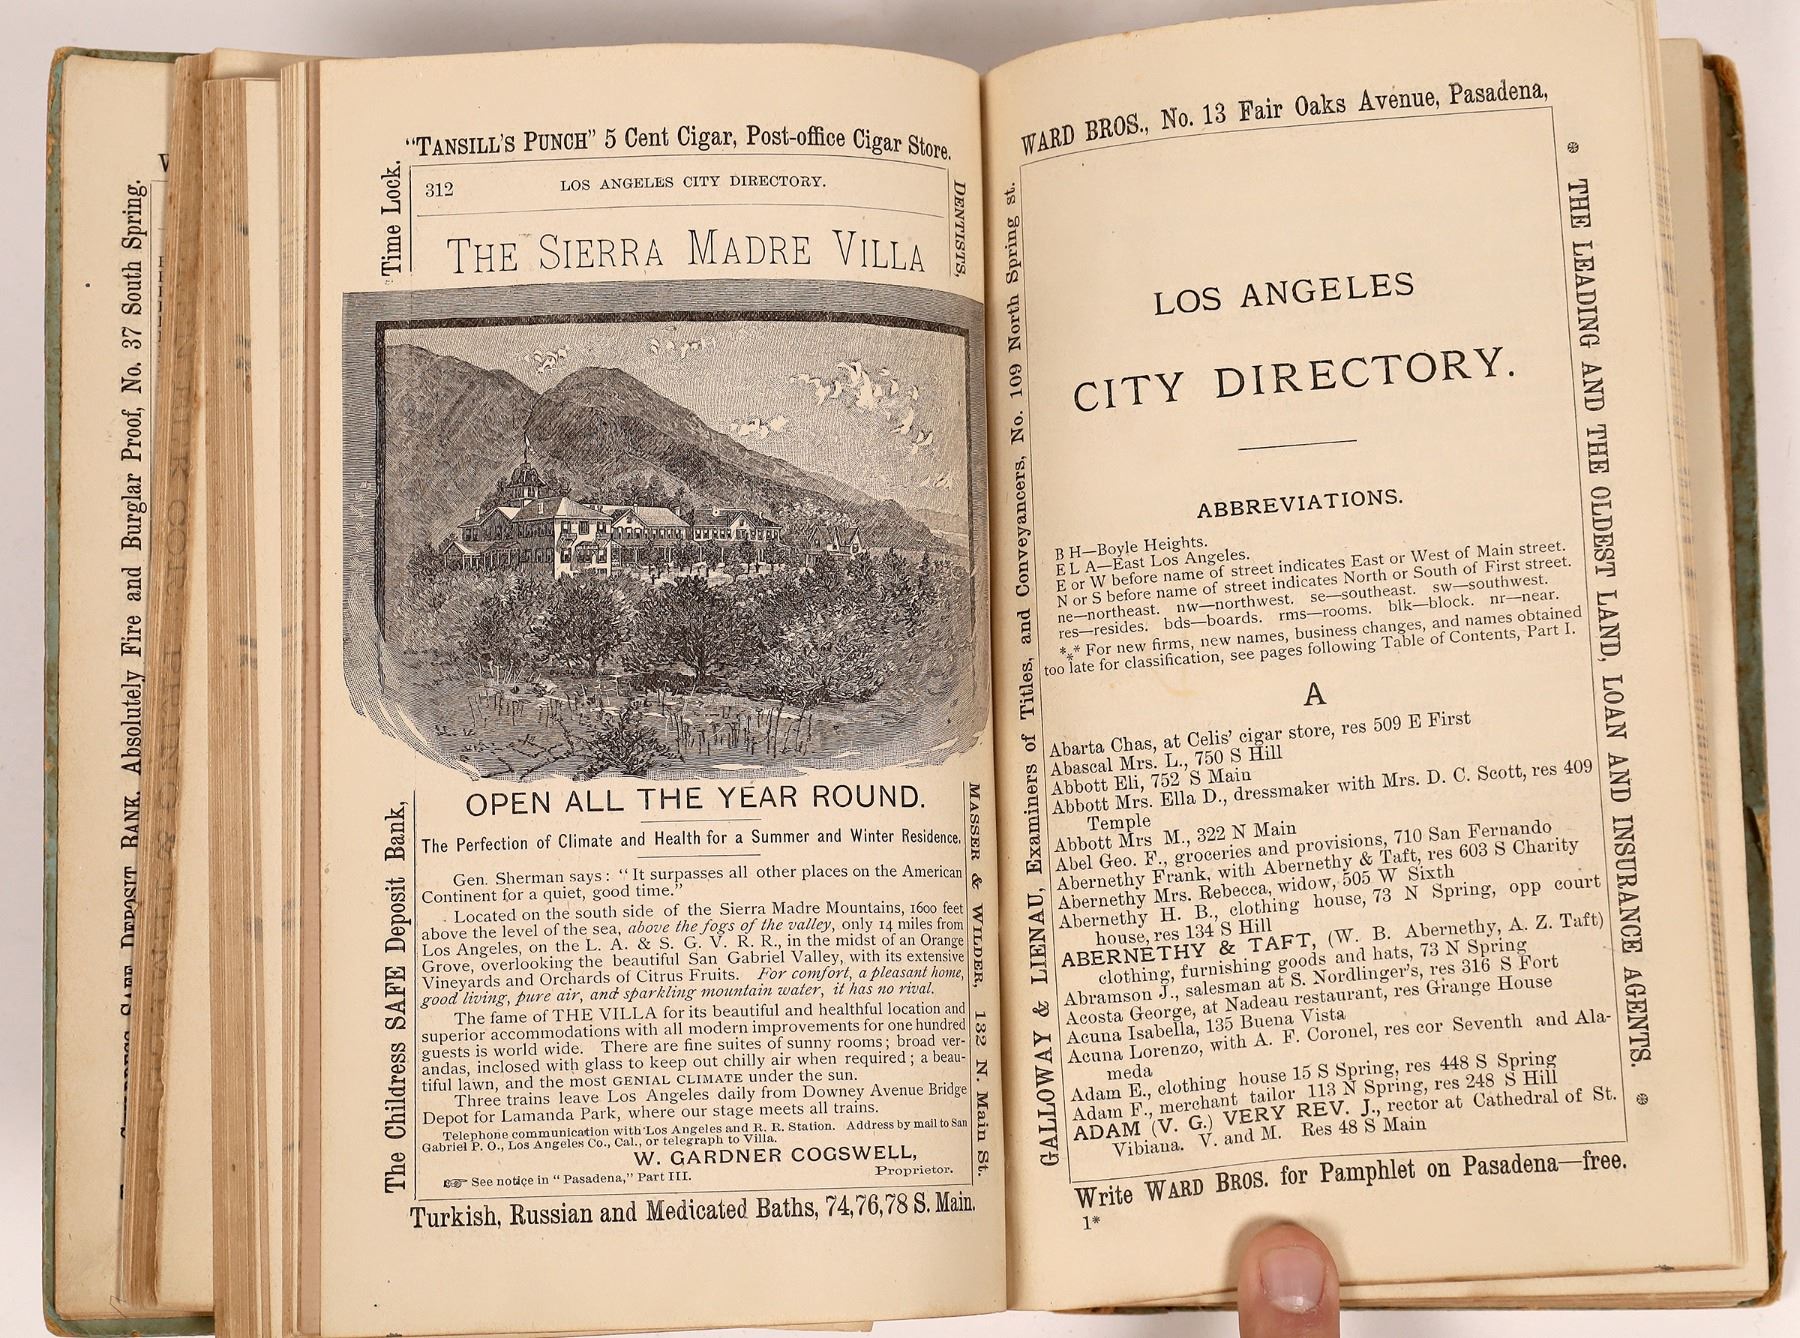 No. 37 South Spring.
Absolutely Fire and Burglar Proof,
"TANSILL'S PUNCH" 5 Cent Cigar, Post-office Cigar Store.
Time Lock.
312 LOS ANGELES CITY DIRECTORY.
DENTISTS,
THE SIERRA MADRE VILLA
OPEN ALL THE YEAR ROUND.
The Perfection of Climate and Health for a Summer and Winter Residence.
Gen. Sherman says: "It surpasses all other places on the American
Continent for a quiet, good time."
Located on the south side of the Sierra Madre Mountains, 1600 feet
above the level of the sea, above the fogs of the valley, only 14 miles from
Los Angeles, on the L. A. & S. G. V. R. R., in the midst of an Orange
Grove, overlooking the beautiful San Gabriel Valley, with its extensive
Vineyards and Orchards of Citrus Fruits. For comfort, a pleasant home,
good living, pure air, and sparkling mountain water, it has no rival.
The fame of THE VILLA for its beautiful and healthful location and
superior accommodations with all modern improvements for one hundred
guests is world wide. There are fine suites of sunny rooms; broad ver-
andas, inclosed with glass to keep out chilly air when required; a beau-
tiful lawn, and the most GENIAL CLIMATE under the sun.
Three trains leave Los Angeles daily from Downey Avenue Bridge
Depot for Lamanda Park, where our stage meets all trains.
Telephone communication with Los Angeles and R. R. Station. Address by mail to San
Gabriel P. O., Los Angeles Co., Cal., or telegraph to Villa.
W. GARDNER COGSWELL,
Proprietor.
See notice in "Pasadena," Part III.
The Childress SAFE Deposit Bank,
MASSER & WILDER, 132 N. Main St.
Turkish, Russian and Medicated Baths, 74,76,78 S. Main.
WARD BROS., No. 13 Fair Oaks Avenue, Pasadena,
GALLOWAY & LIENAU, Examiners of Titles, and Conveyancers, No. 109 North Spring st.
LOS ANGELES
CITY DIRECTORY.
ABBREVIATIONS.
B H—Boyle Heights.
E L A—East Los Angeles.
E or W before name of street indicates East or West of Main street.
N or S before name of street indicates North or South of First street.
ne—northeast. nw—northwest. se—southeast. sw—southwest.
res—resides. bds—boards. rms—rooms. blk—block. nr—near.
*** For new firms, new names, business changes, and names obtained
too late for classification, see pages following Table of Contents, Part I.
A
Abarta Chas, at Celis' cigar store, res 509 E First
Abascal Mrs. L., 750 S Hill
Abbott Eli, 752 S Main
Abbott Mrs. Ella D., dressmaker with Mrs. D. C. Scott, res 409
Temple
Abbott Mrs M., 322 N Main
Abel Geo. F., groceries and provisions, 710 San Fernando
Abernethy Frank, with Abernethy & Taft, res 603 S Charity
Abernethy Mrs. Rebecca, widow, 505 W Sixth
Abernethy H. B., clothing house, 73 N Spring, opp court
house, res 134 S Hill
ABERNETHY & TAFT, (W. B. Abernethy, A. Z. Taft)
clothing, furnishing goods and hats, 73 N Spring
Abramson J., salesman at S. Nordlinger's, res 316 S Fort
Acosta George, at Nadeau restaurant, res Grange House
Acuna Isabella, 135 Buena Vista
Acuna Lorenzo, with A. F. Coronel, res cor Seventh and Ala-
meda
Adam E., clothing house 15 S Spring, res 448 S Spring
Adam F., merchant tailor 113 N Spring, res 248 S Hill
ADAM (V. G.) VERY REV. J., rector at Cathedral of St.
Vibiana. V. and M. Res 48 S Main
* THE LEADING AND THE OLDEST LAND, LOAN AND INSURANCE AGENTS. *
Write WARD BROS. for Pamphlet on Pasadena—free.
1*